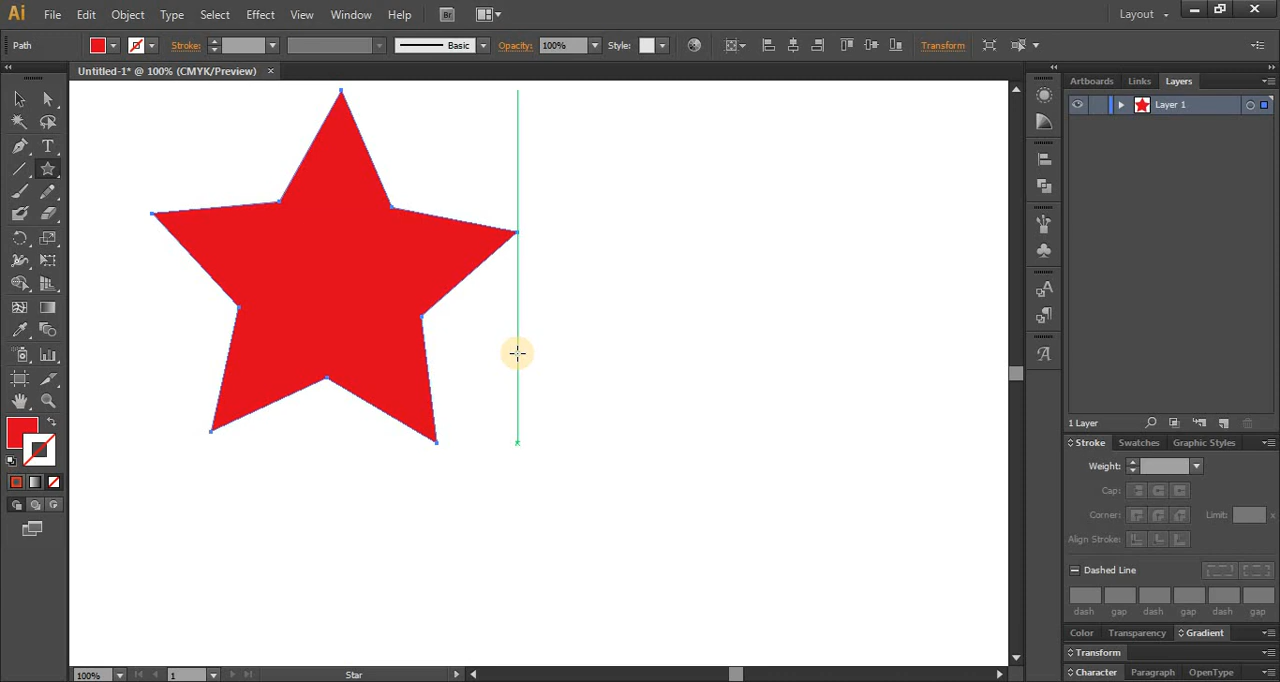 Ai File Edit Object Type Select Effect View Window Help Br Layout
Path Stroke: Basic Opacity: 100% Style: Transform
Untitled-1* @ 100% (CMYK/Preview) ×
Artboards Links Layers
Layer 1
1 Layer
Stroke Swatches Graphic Styles
Weight:
Cap:
Corner: Limit: x
Align Stroke:
Dashed Line
dash gap dash gap dash gap
Color Transparency Gradient
Transform
Character Paragraph OpenType
100% 1 Star